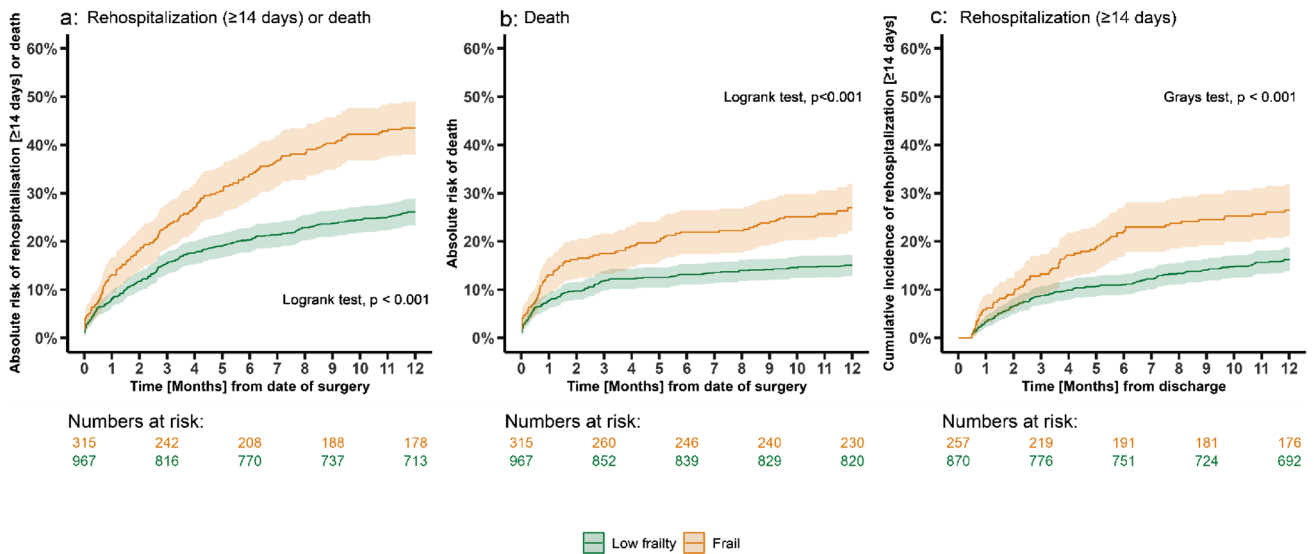 a: Rehospitalization (≥14 days) or death
Absolute risk of rehospitalisation [≥14 days] or death
60%
50%
40%
30%
20%
10%
0%
Logrank test, p < 0.001
0 1 2 3 4 5 6 7 8 9 10 11 12
Time [Months] from date of surgery
Numbers at risk:
315 242 208 188 178
967 816 770 737 713
b: Death
Absolute risk of death
60%
50%
40%
30%
20%
10%
0%
Logrank test, p<0.001
0 1 2 3 4 5 6 7 8 9 10 11 12
Time [Months] from date of surgery
Numbers at risk:
315 260 246 240 230
967 852 839 829 820
c: Rehospitalization (≥14 days)
Cumulative incidence of rehospitalization [≥14 days]
60%
50%
40%
30%
20%
10%
0%
Grays test, p < 0.001
0 1 2 3 4 5 6 7 8 9 10 11 12
Time [Months] from discharge
Numbers at risk:
257 219 191 181 176
870 776 751 724 692
Low frailty Frail